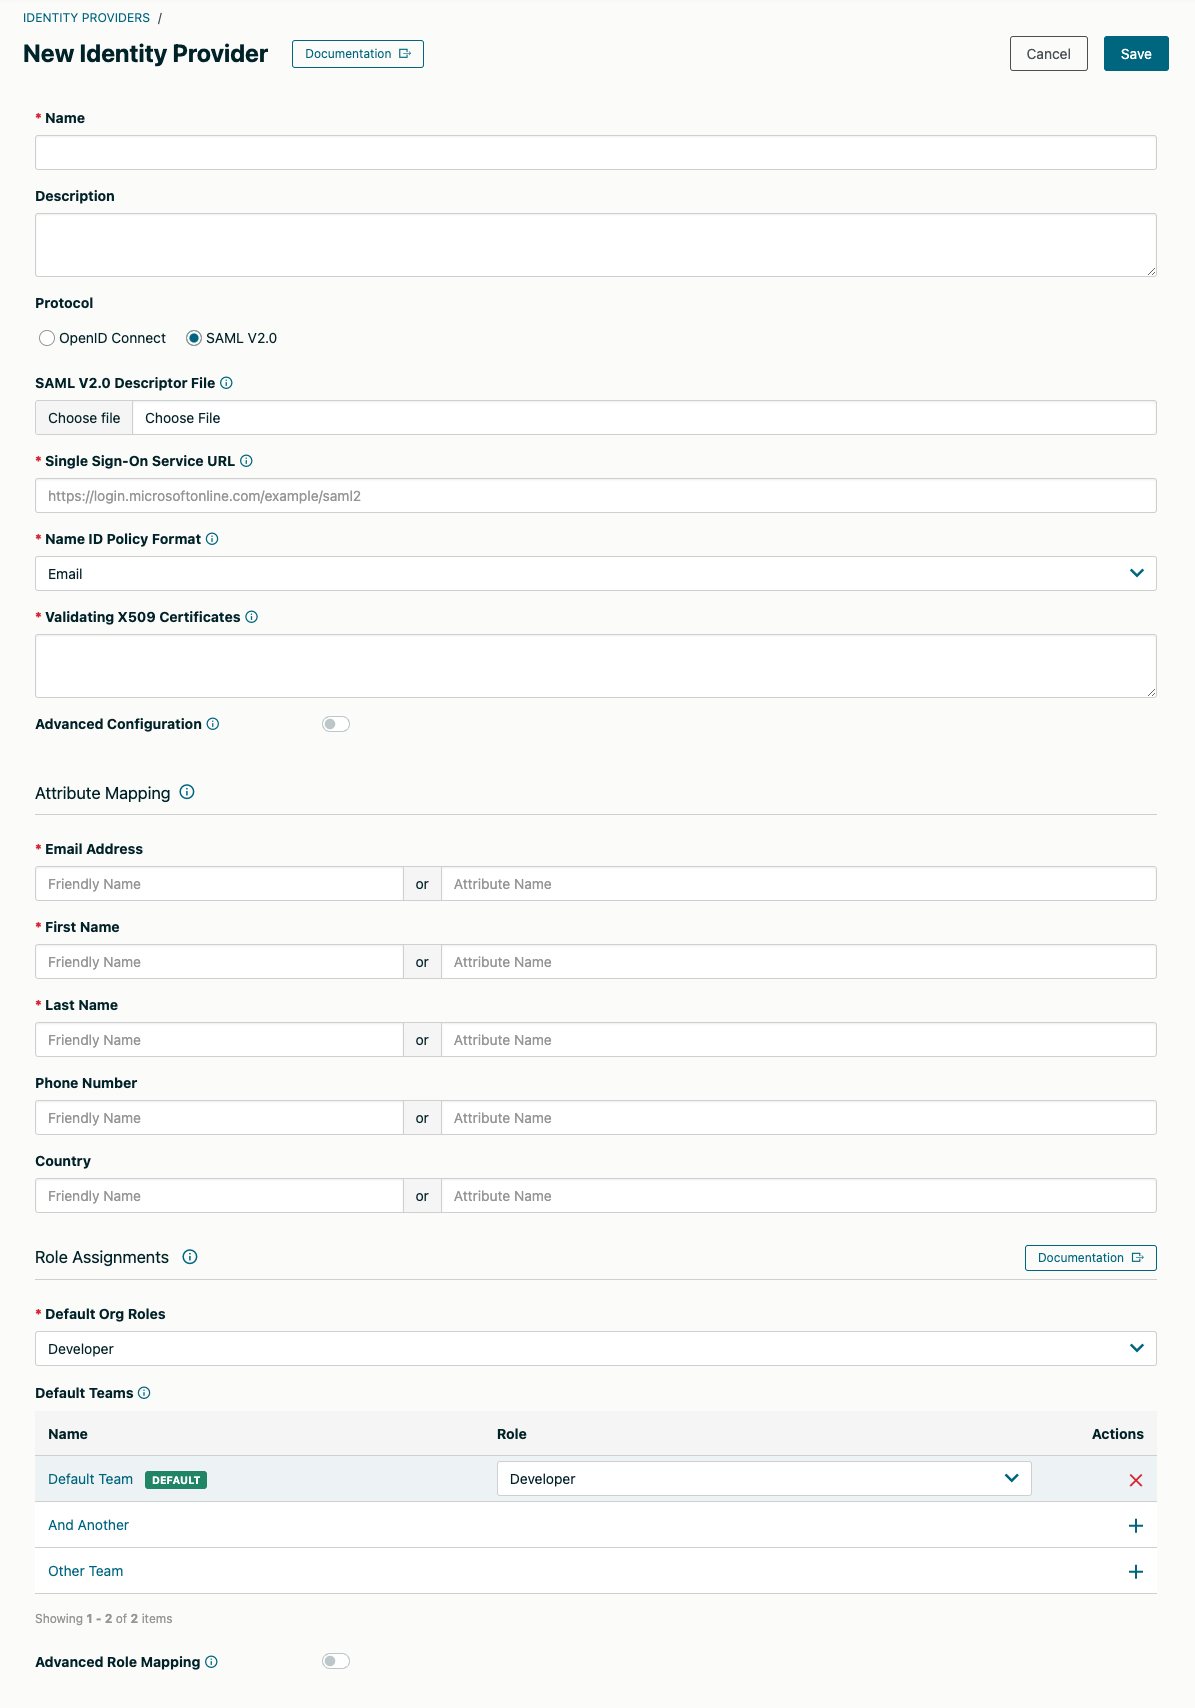 IDENTITY PROVIDERS /
New Identity Provider Documentation Cancel Save
* Name
Description
Protocol
OpenID Connect SAML V2.0
SAML V2.0 Descriptor File
Choose file Choose File
* Single Sign-On Service URL
https://login.microsoftonline.com/example/saml2
* Name ID Policy Format
Email
* Validating X509 Certificates
Advanced Configuration
Attribute Mapping
* Email Address
Friendly Name or Attribute Name
* First Name
Friendly Name or Attribute Name
* Last Name
Friendly Name or Attribute Name
Phone Number
Friendly Name or Attribute Name
Country
Friendly Name or Attribute Name
Role Assignments Documentation
* Default Org Roles
Developer
Default Teams
Name Role Actions
Default Team DEFAULT Developer
And Another
Other Team
Showing 1 - 2 of 2 items
Advanced Role Mapping